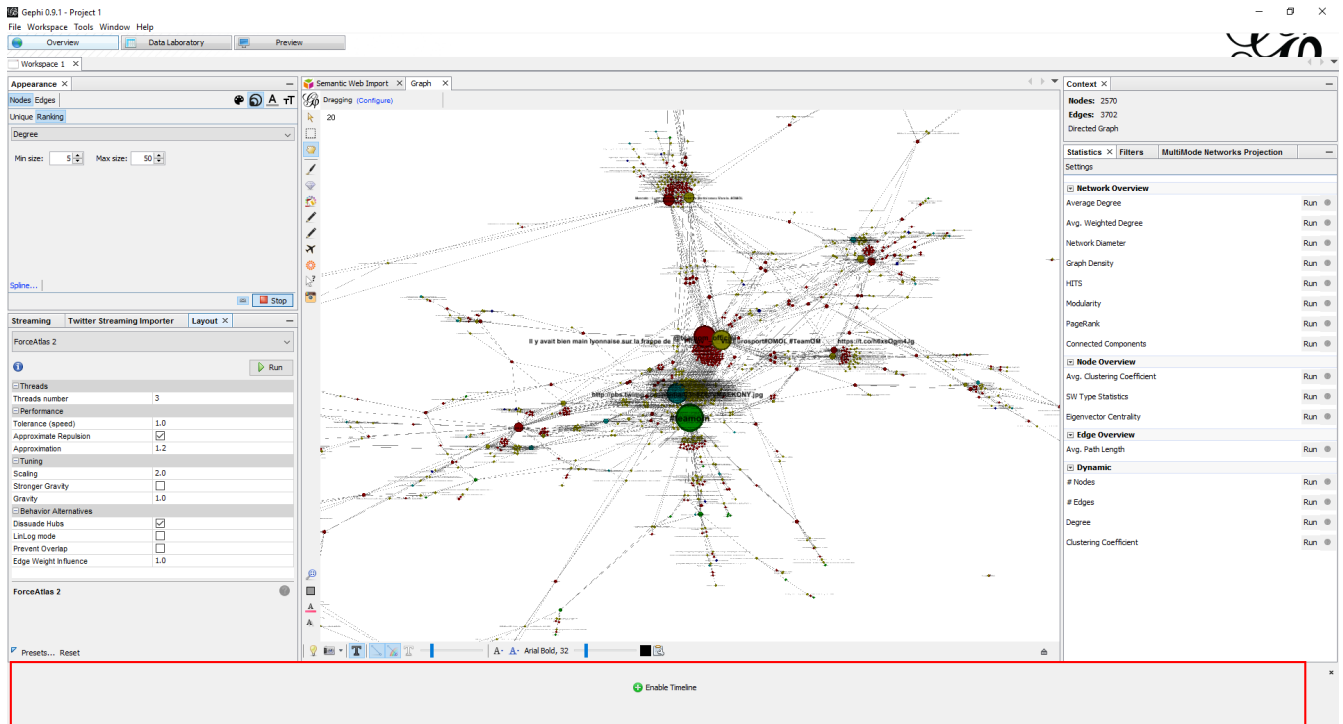 Gephi 0.9.1 - Project 1
File Workspace Tools Window Help
Overview
Data Laboratory
Preview
Workspace 1
Appearance
Nodes Edges
Unique Ranking
Degree
Min size: 5 Max size: 50
Spline...
Stop
Streaming Twitter Streaming Importer Layout
ForceAtlas 2
Run
Threads
Threads number 3
Performance
Tolerance (speed) 1.0
Approximate Repulsion
Approximation 1.2
Tuning
Scaling 2.0
Stronger Gravity
Gravity 1.0
Behavior Alternatives
Dissuade Hubs
LinLog mode
Prevent Overlap
Edge Weight Influence 1.0
ForceAtlas 2
Presets... Reset
Semantic Web Import Graph
Dragging (Configure)
20
Il y avait bien main lyonnaise sur la frappe de
#TeamOM
#teamom
Arial Bold, 32
Context
Nodes: 2570
Edges: 3702
Directed Graph
Statistics Filters MultiMode Networks Projection
Settings
Network Overview
Average Degree Run
Avg. Weighted Degree Run
Network Diameter Run
Graph Density Run
HITS Run
Modularity Run
PageRank Run
Connected Components Run
Node Overview
Avg. Clustering Coefficient Run
SW Type Statistics Run
Eigenvector Centrality Run
Edge Overview
Avg. Path Length Run
Dynamic
# Nodes Run
# Edges Run
Degree Run
Clustering Coefficient Run
Enable Timeline